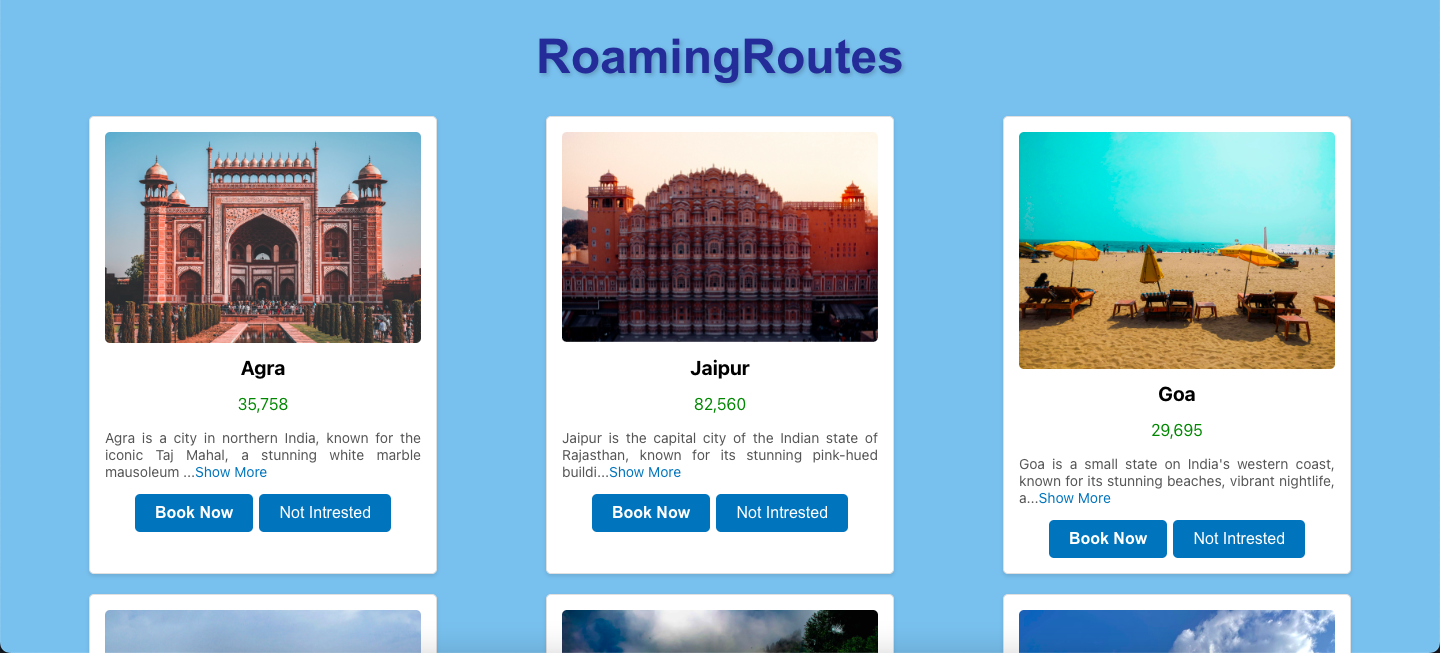 RoamingRoutes
Agra
35,758
Agra is a city in northern India, known for the
iconic Taj Mahal, a stunning white marble
mausoleum ...Show More
Book Now
Not Intrested
Jaipur
82,560
Jaipur is the capital city of the Indian state of
Rajasthan, known for its stunning pink-hued
buildi...Show More
Book Now
Not Intrested
Goa
29,695
Goa is a small state on India's western coast,
known for its stunning beaches, vibrant nightlife,
a...Show More
Book Now
Not Intrested